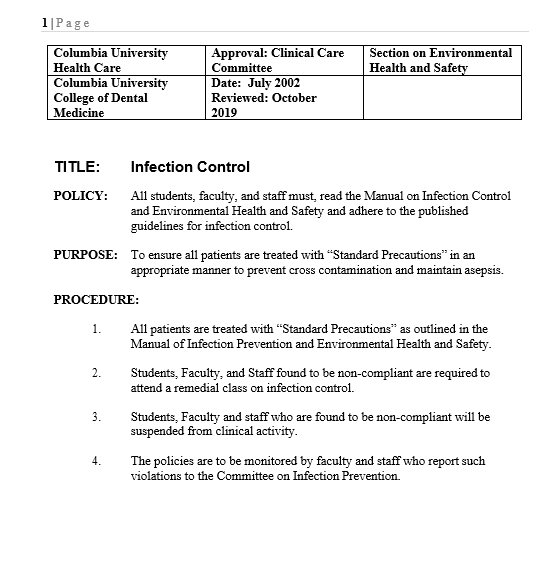 1 | P a g e
Columbia University
Health Care
Approval: Clinical Care
Committee
Section on Environmental
Health and Safety
Columbia University
College of Dental
Medicine
Date:  July 2002
Reviewed: October
2019
TITLE: Infection Control
POLICY: All students, faculty, and staff must, read the Manual on Infection Control
and Environmental Health and Safety and adhere to the published
guidelines for infection control.
PURPOSE: To ensure all patients are treated with “Standard Precautions” in an
appropriate manner to prevent cross contamination and maintain asepsis.
PROCEDURE:
1. All patients are treated with “Standard Precautions” as outlined in the
Manual of Infection Prevention and Environmental Health and Safety.
2. Students, Faculty, and Staff found to be non-compliant are required to
attend a remedial class on infection control.
3. Students, Faculty and staff who are found to be non-compliant will be
suspended from clinical activity.
4. The policies are to be monitored by faculty and staff who report such
violations to the Committee on Infection Prevention.